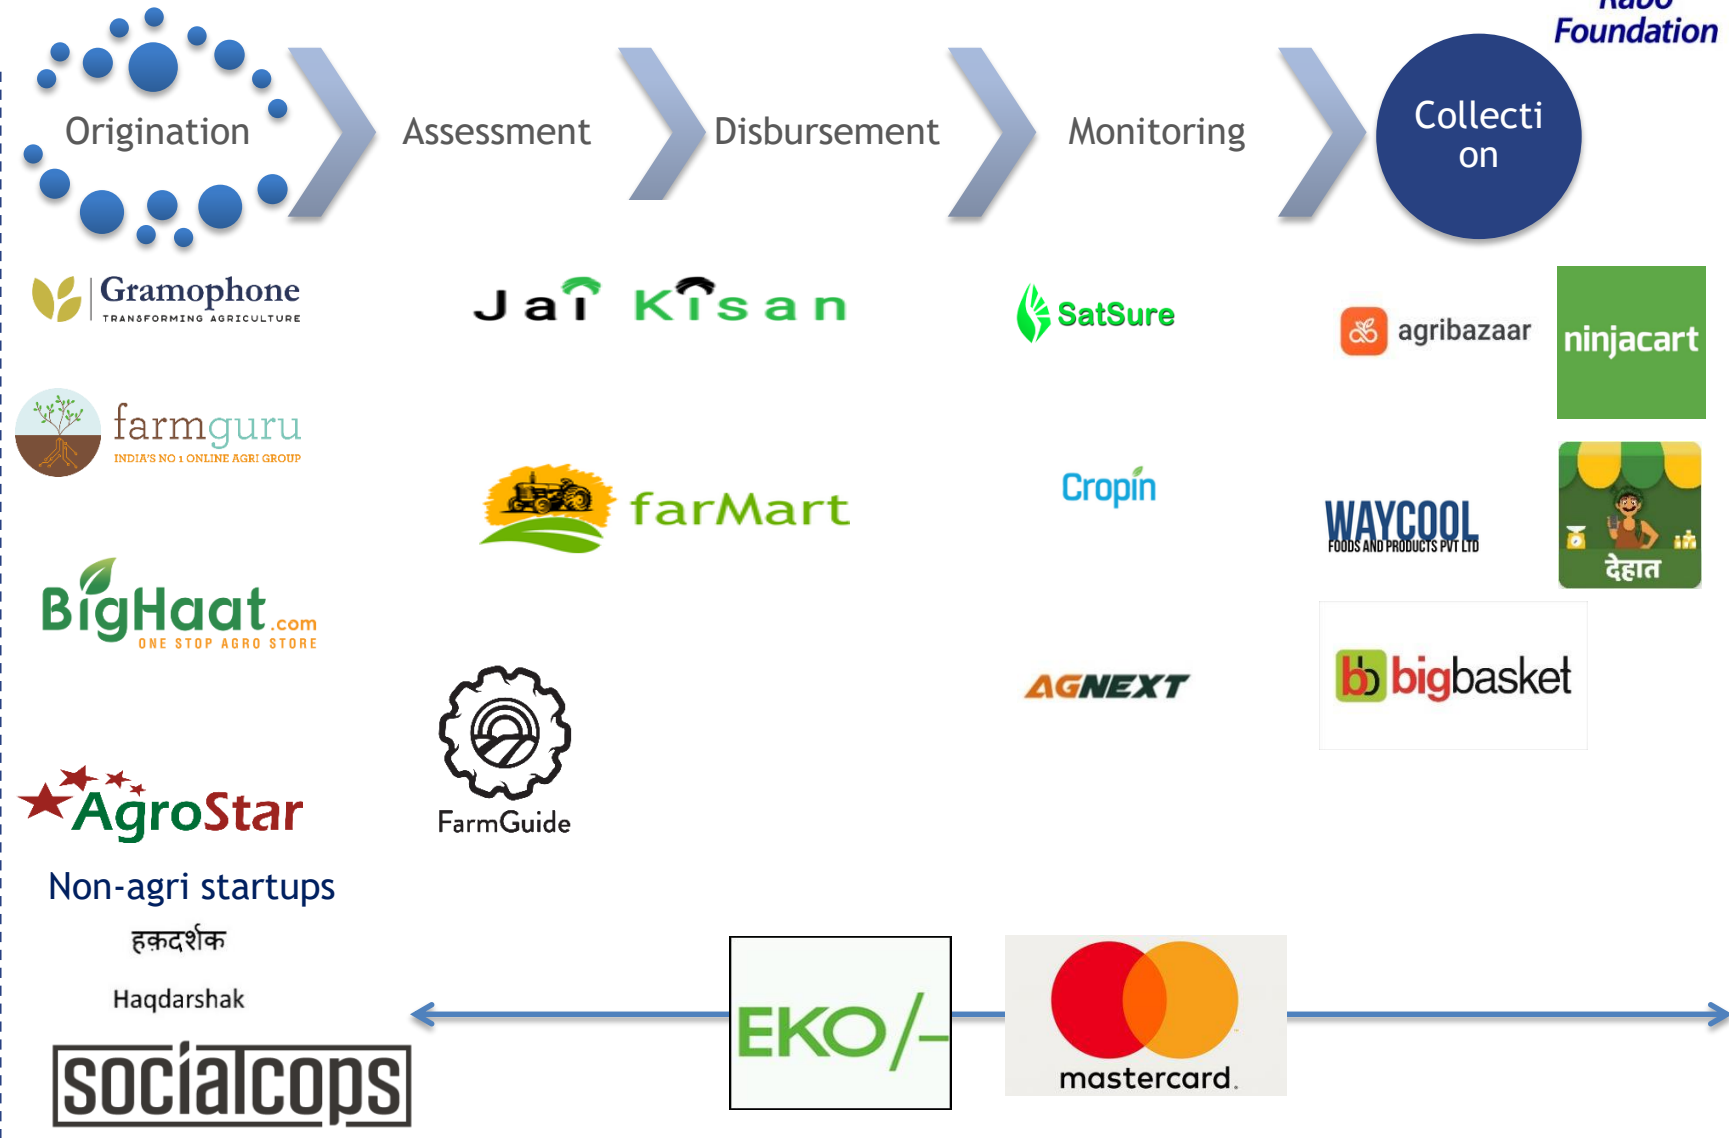 Rabo
Foundation
Origination
Assessment
Disbursement
Monitoring
Collecti
on
Gramophone
TRANSFORMING AGRICULTURE
Jai Kisan
SatSure
agribazaar
ninjacart
farmguru
INDIA'S NO 1 ONLINE AGRI GROUP
farMart
Cropin
WAYCOOL
FOODS AND PRODUCTS PVT LTD
देहात
BigHaat.com
ONE STOP AGRO STORE
FarmGuide
AGNEXT
bb bigbasket
AgroStar
Non-agri startups
हक़दर्शक
Haqdarshak
EKO/-
mastercard.
socialcops